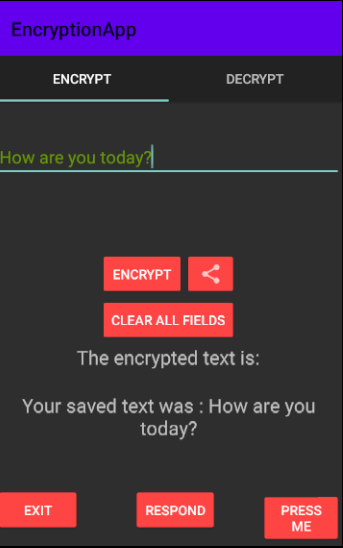 EncryptionApp
ENCRYPT DECRYPT
How are you today?
ENCRYPT
CLEAR ALL FIELDS
The encrypted text is:
Your saved text was : How are you
today?
EXIT RESPOND PRESS
ME